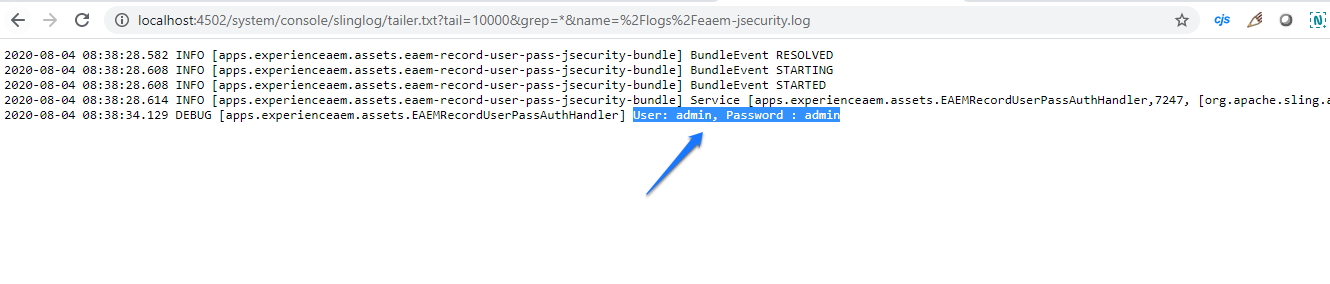 localhost:4502/system/console/slinglog/tailer.txt?tail=10000&grep=*&name=%2Flogs%2Feaem-jsecurity.log
cjs
N
2020-08-04 08:38:28.582 INFO [apps.experienceaem.assets.eaem-record-user-pass-jsecurity-bundle] BundleEvent RESOLVED
2020-08-04 08:38:28.608 INFO [apps.experienceaem.assets.eaem-record-user-pass-jsecurity-bundle] BundleEvent STARTING
2020-08-04 08:38:28.608 INFO [apps.experienceaem.assets.eaem-record-user-pass-jsecurity-bundle] BundleEvent STARTED
2020-08-04 08:38:28.614 INFO [apps.experienceaem.assets.eaem-record-user-pass-jsecurity-bundle] Service [apps.experienceaem.assets.EAEMRecordUserPassAuthHandler,7247, [org.apache.sling.a
2020-08-04 08:38:34.129 DEBUG [apps.experienceaem.assets.EAEMRecordUserPassAuthHandler] User: admin, Password : admin